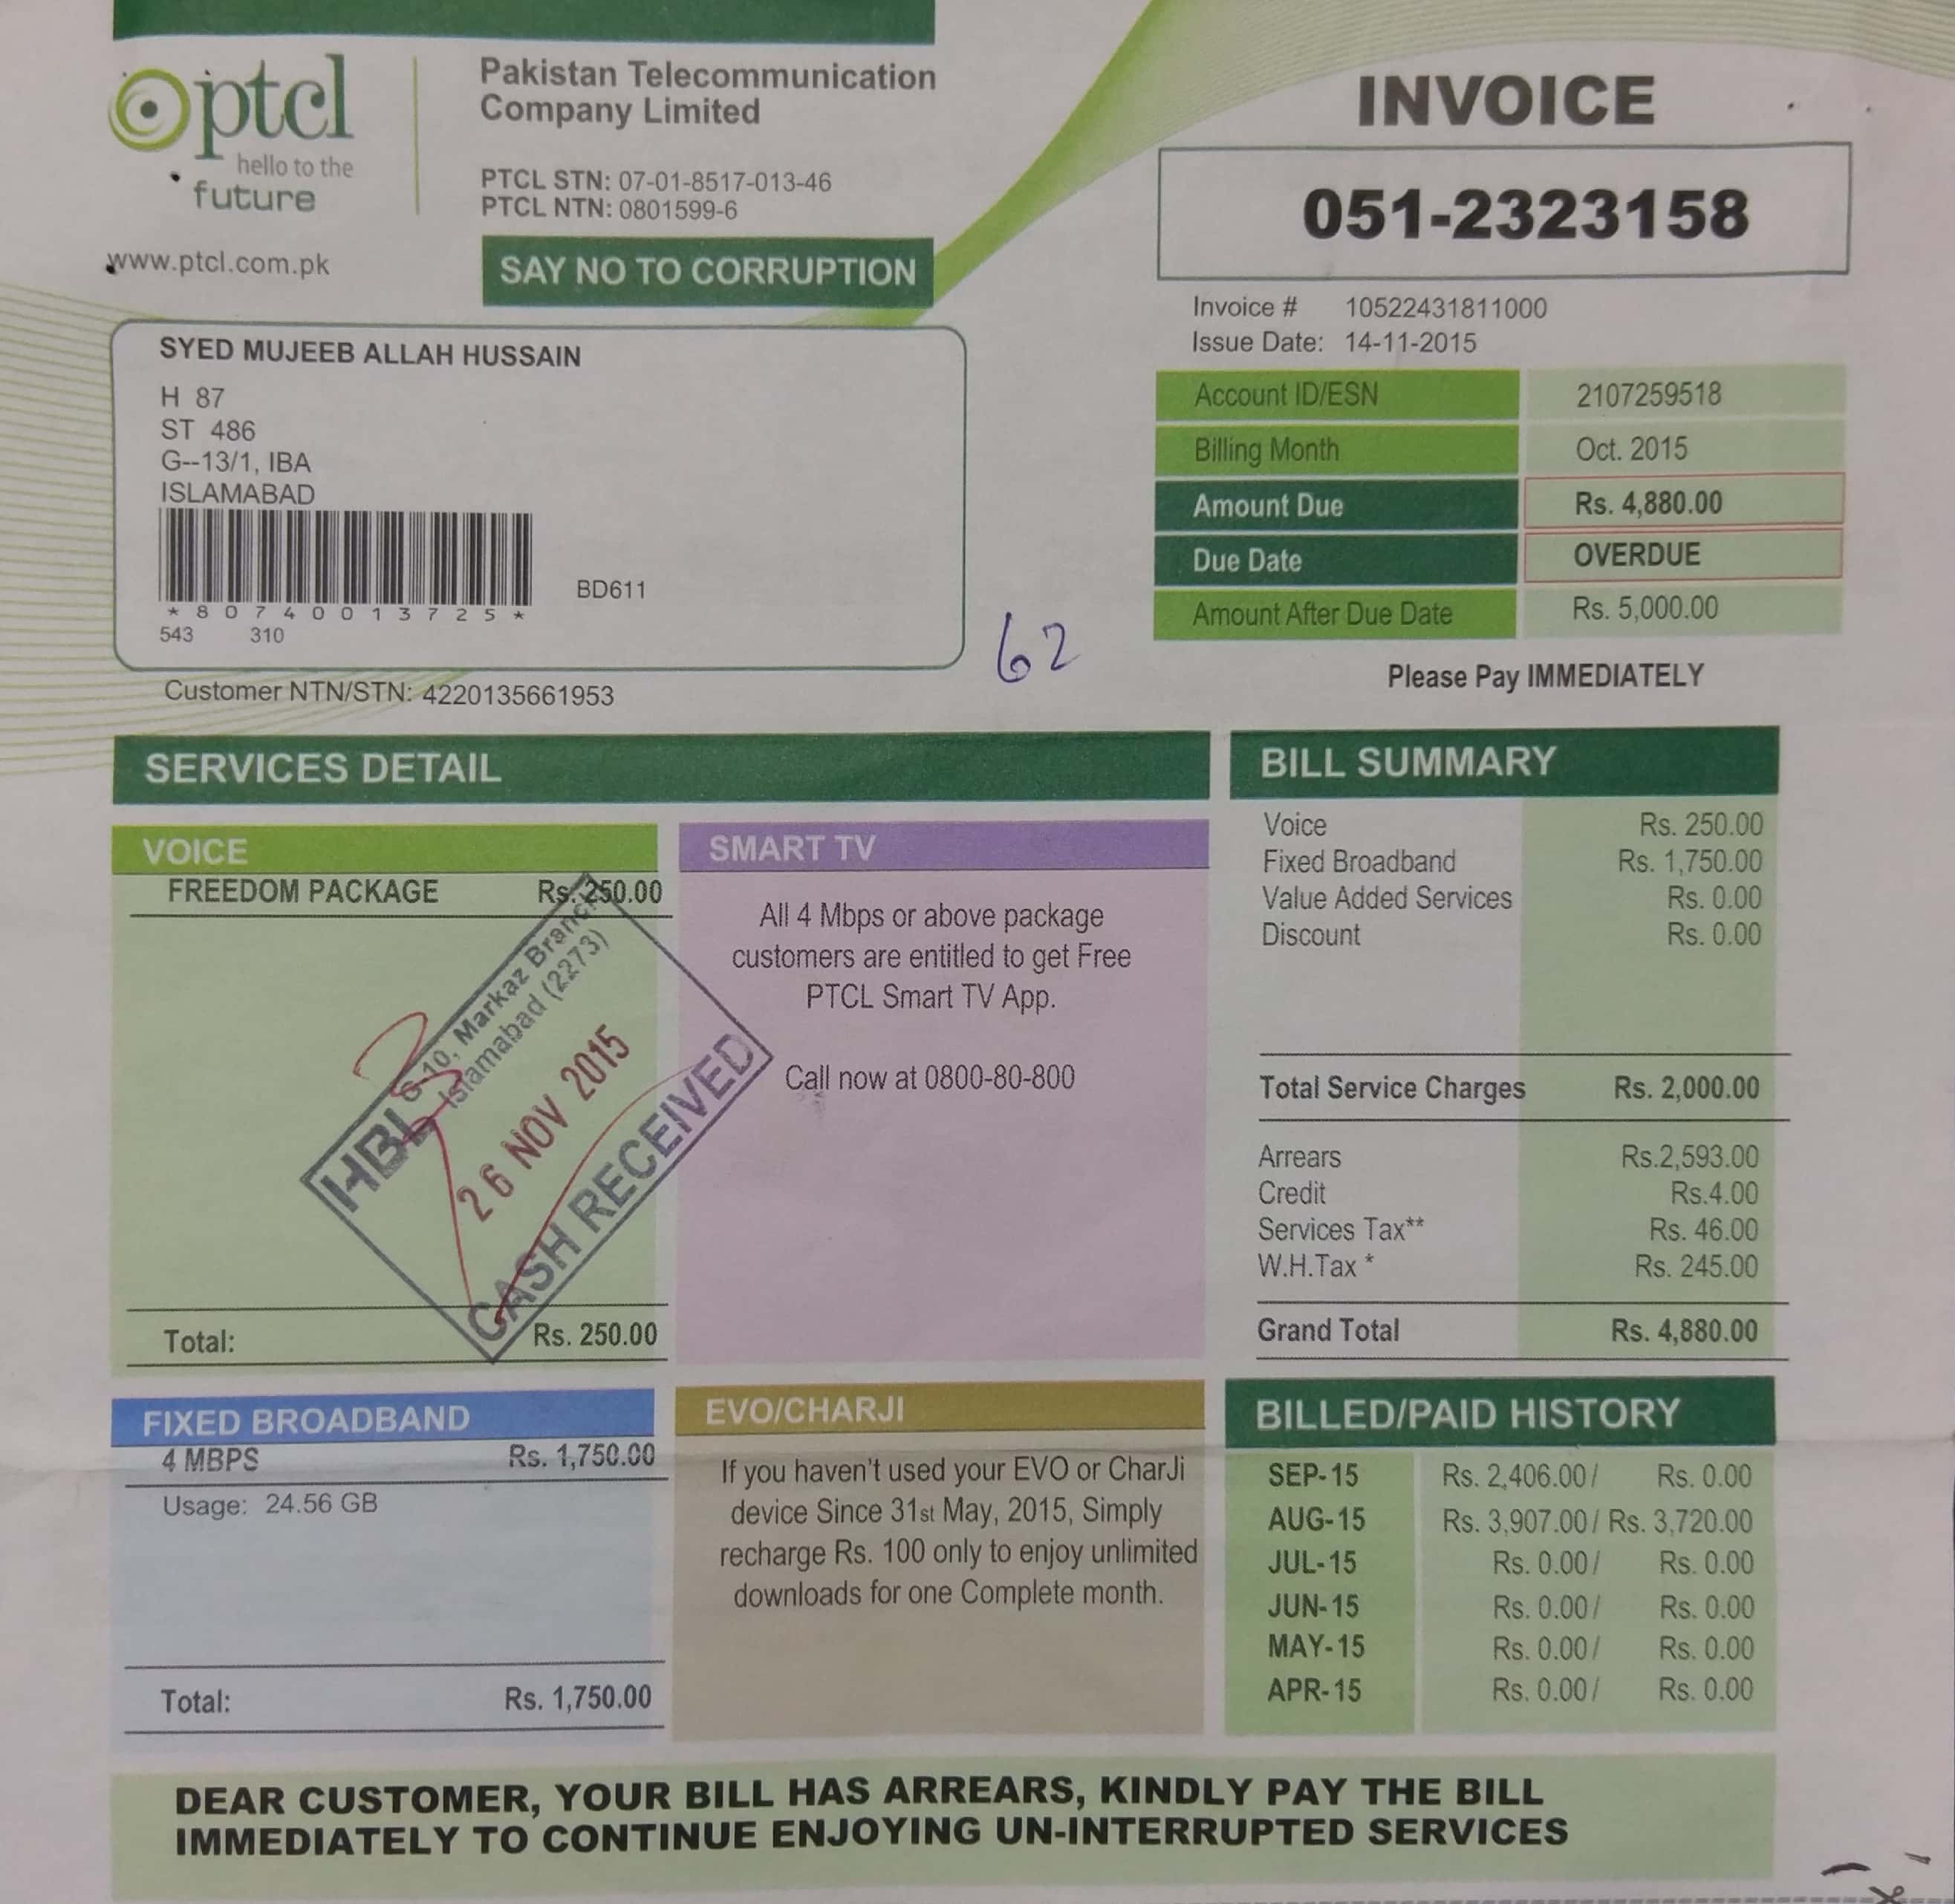 ptcl
hello to the
future
www.ptcl.com.pk
Pakistan Telecommunication
Company Limited
PTCL STN: 07-01-8517-013-46
PTCL NTN: 0801599-6
SAY NO TO CORRUPTION
INVOICE
051-2323158
Invoice # 10522431811000
Issue Date: 14-11-2015
SYED MUJEEB ALLAH HUSSAIN
H 87
ST 486
G--13/1, IBA
ISLAMABAD
BD611
*80740013725*
543 310
Customer NTN/STN: 4220135661953
62
Account ID/ESN 2107259518
Billing Month Oct. 2015
Amount Due Rs. 4,880.00
Due Date OVERDUE
Amount After Due Date Rs. 5,000.00
Please Pay IMMEDIATELY
SERVICES DETAIL
VOICE
FREEDOM PACKAGE Rs. 250.00
HBL G-10, Markaz Branch
Islamabad (2273)
26 NOV 2015
CASH RECEIVED
Total: Rs. 250.00
SMART TV
All 4 Mbps or above package
customers are entitled to get Free
PTCL Smart TV App.
Call now at 0800-80-800
BILL SUMMARY
Voice Rs. 250.00
Fixed Broadband Rs. 1,750.00
Value Added Services Rs. 0.00
Discount Rs. 0.00
Total Service Charges Rs. 2,000.00
Arrears Rs.2,593.00
Credit Rs.4.00
Services Tax** Rs. 46.00
W.H.Tax * Rs. 245.00
Grand Total Rs. 4,880.00
FIXED BROADBAND
4 MBPS Rs. 1,750.00
Usage: 24.56 GB
Total: Rs. 1,750.00
EVO/CHARJI
If you haven't used your EVO or CharJi
device Since 31st May, 2015, Simply
recharge Rs. 100 only to enjoy unlimited
downloads for one Complete month.
BILLED/PAID HISTORY
SEP-15 Rs. 2,406.00/ Rs. 0.00
AUG-15 Rs. 3,907.00/ Rs. 3,720.00
JUL-15 Rs. 0.00/ Rs. 0.00
JUN-15 Rs. 0.00/ Rs. 0.00
MAY-15 Rs. 0.00/ Rs. 0.00
APR-15 Rs. 0.00/ Rs. 0.00
DEAR CUSTOMER, YOUR BILL HAS ARREARS, KINDLY PAY THE BILL
IMMEDIATELY TO CONTINUE ENJOYING UN-INTERRUPTED SERVICES